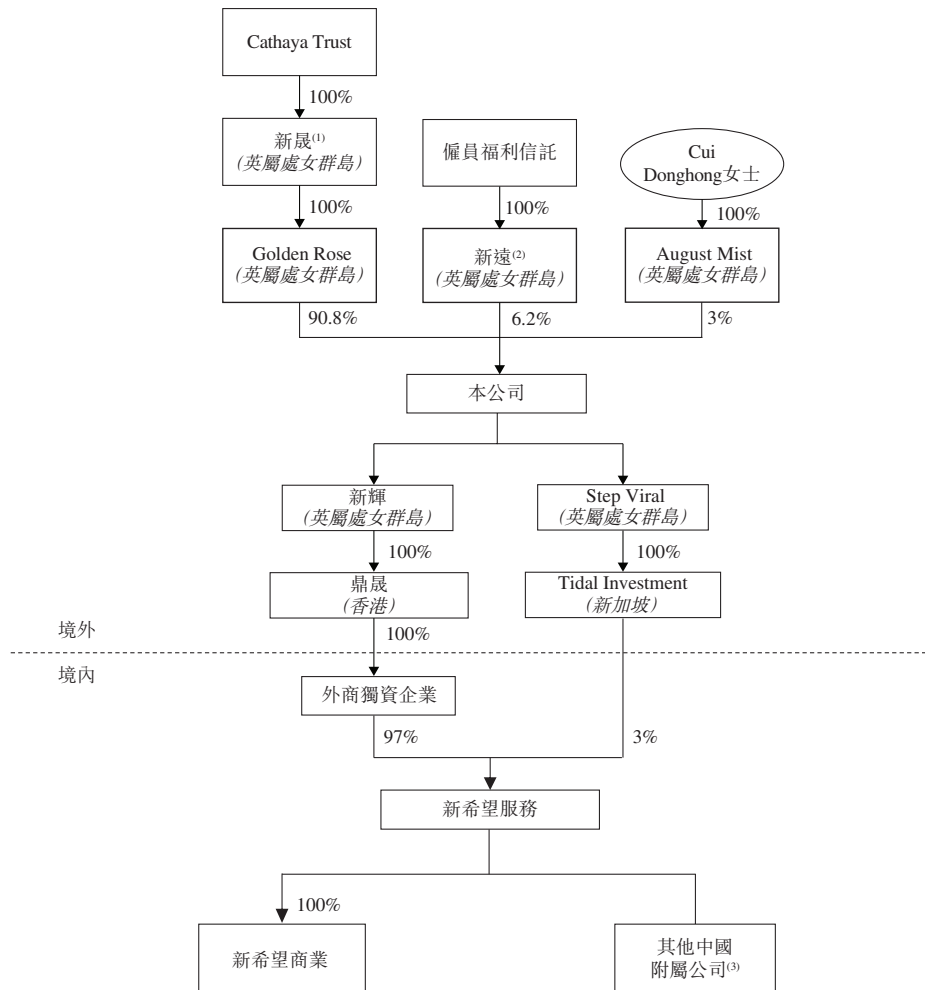 Cathaya Trust
100%
新晟(1)
(英屬處女群島)
僱員福利信託
Cui
Donghong女士
100%
100%
100%
Golden Rose
(英屬處女群島)
新遠(2)
(英屬處女群島)
August Mist
(英屬處女群島)
90.8%
6.2%
3%
本公司
新輝
(英屬處女群島)
Step Viral
(英屬處女群島)
100%
100%
鼎晟
(香港)
Tidal Investment
(新加坡)
境外
100%
境內
外商獨資企業
97%
3%
新希望服務
100%
新希望商業
其他中國
附屬公司(3)